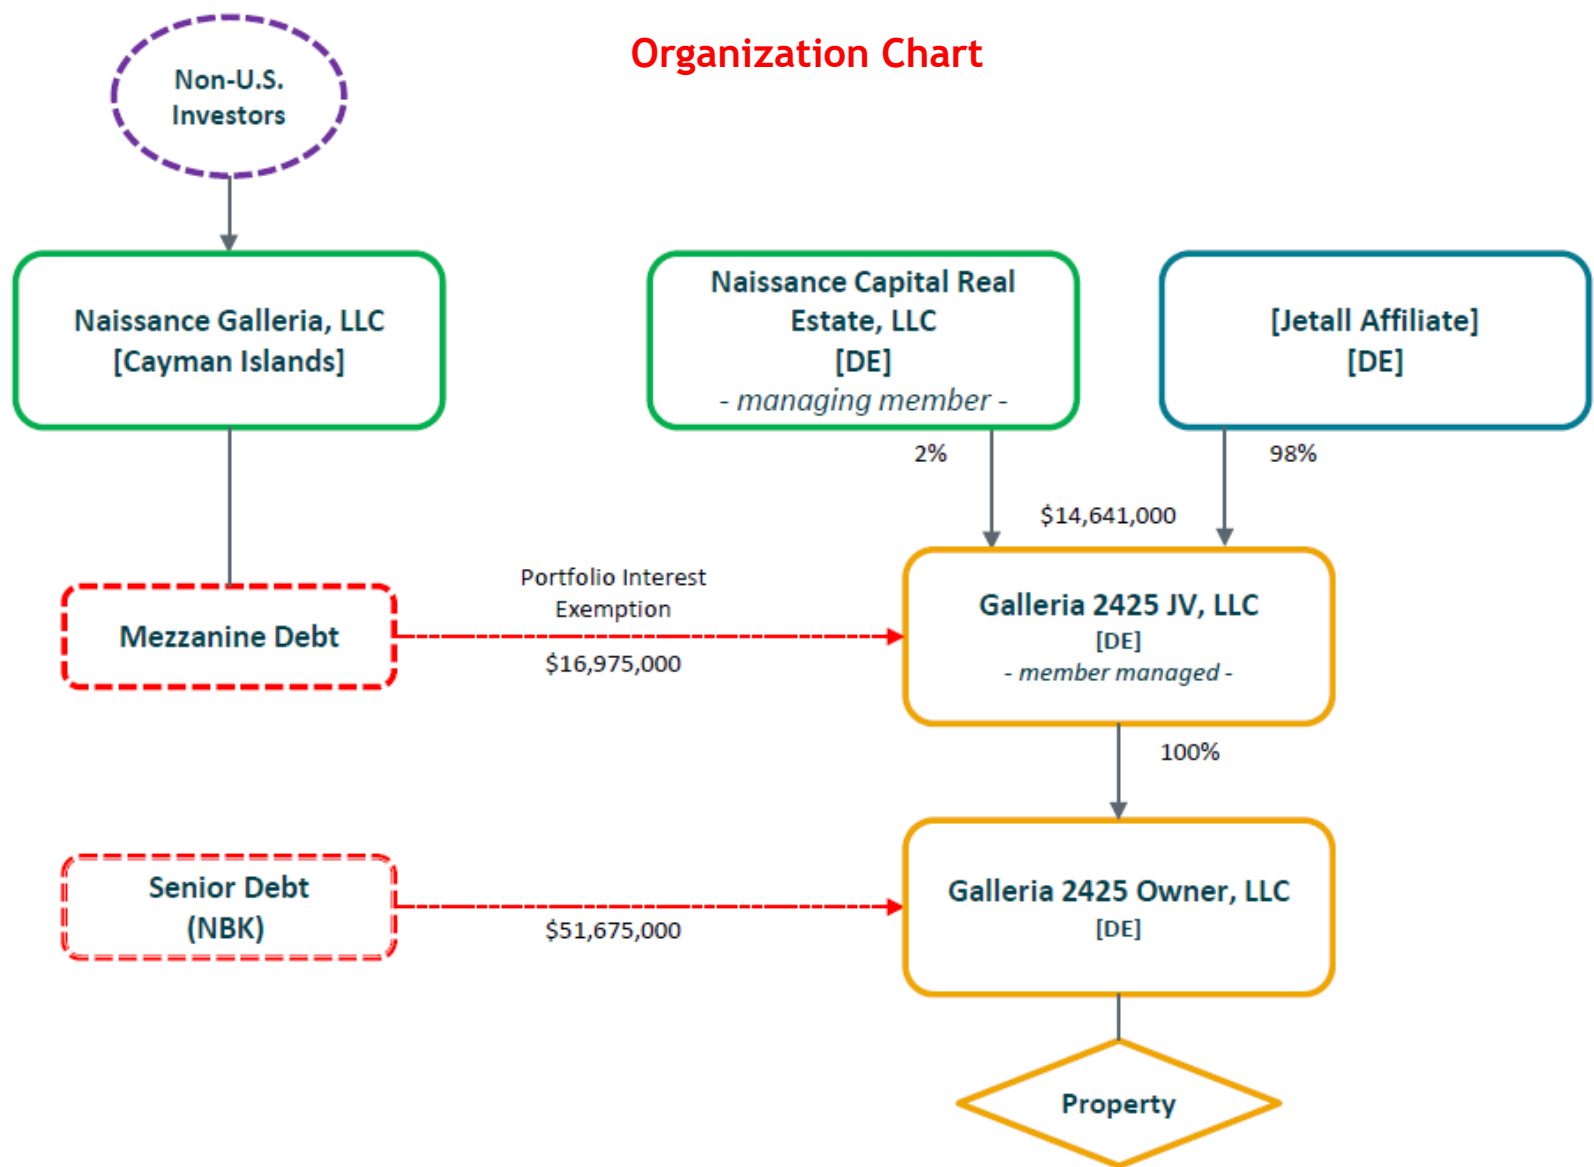 Organization Chart
Non-U.S.
Investors
Naissance Galleria, LLC
[Cayman Islands]
Naissance Capital Real
Estate, LLC
[DE]
- managing member -
[Jetall Affiliate]
[DE]
2%
98%
$14,641,000
Mezzanine Debt
Portfolio Interest
Exemption
$16,975,000
Galleria 2425 JV, LLC
[DE]
- member managed -
100%
Senior Debt
(NBK)
$51,675,000
Galleria 2425 Owner, LLC
[DE]
Property